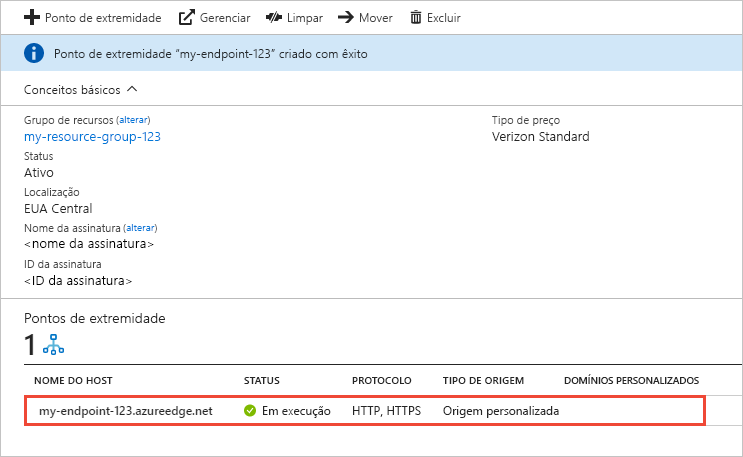 Ponto de extremidade Gerenciar Limpar Mover Excluir
Ponto de extremidade “my-endpoint-123” criado com êxito
Conceitos básicos
Grupo de recursos (alterar) Tipo de preço
my-resource-group-123 Verizon Standard
Status
Ativo
Localização
EUA Central
Nome da assinatura (alterar)
<nome da assinatura>
ID da assinatura
<ID da assinatura>
Pontos de extremidade
1
NOME DO HOST STATUS PROTOCOLO TIPO DE ORIGEM DOMÍNIOS PERSONALIZADOS
my-endpoint-123.azureedge.net Em execução HTTP, HTTPS Origem personalizada